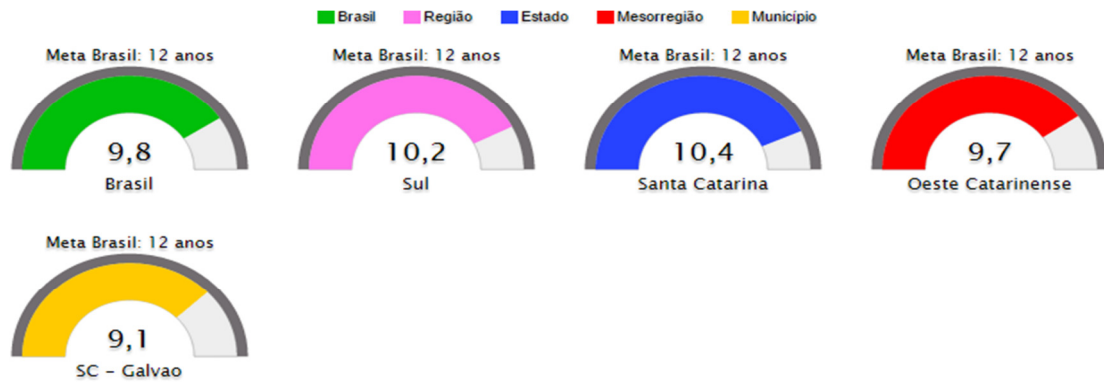 Brasil Região Estado Mesorregião Município
Meta Brasil: 12 anos Meta Brasil: 12 anos Meta Brasil: 12 anos Meta Brasil: 12 anos
9,8 10,2 10,4 9,7
Brasil Sul Santa Catarina Oeste Catarinense
Meta Brasil: 12 anos
9,1
SC - Galvao